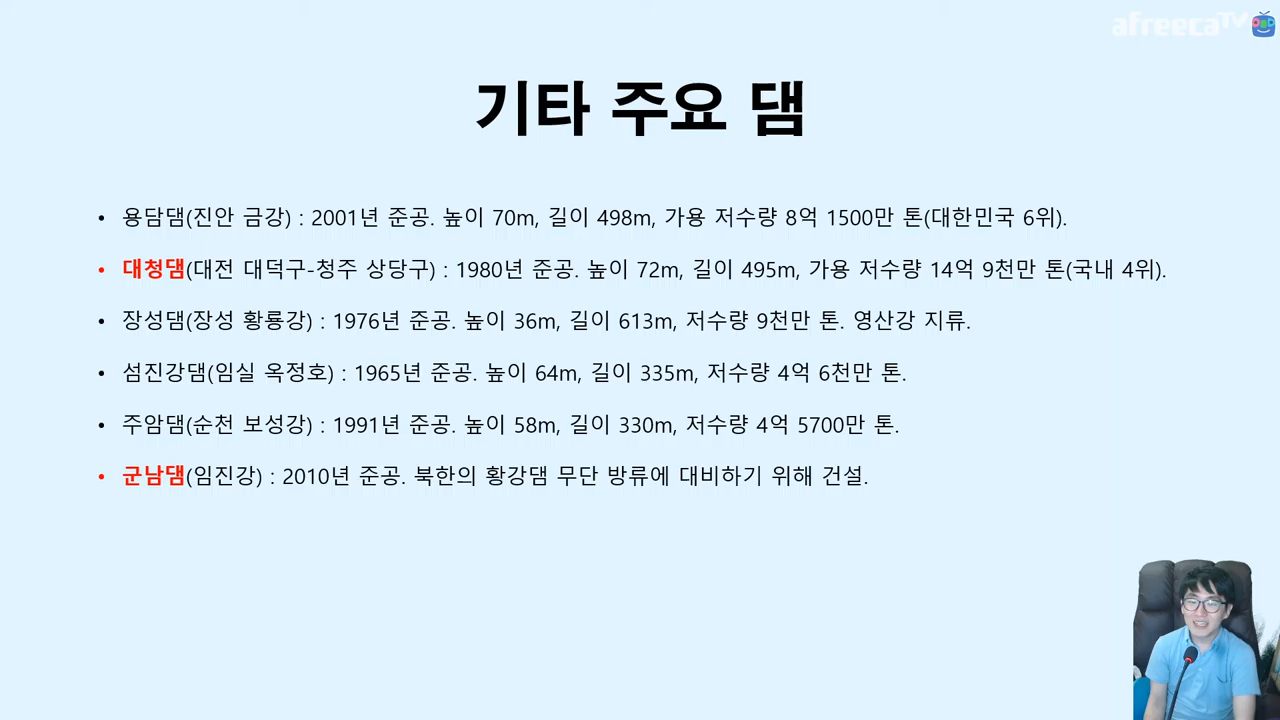 afreecaTV
기타 주요 댐
• 용담댐(진안 금강) : 2001년 준공. 높이 70m, 길이 498m, 가용 저수량 8억 1500만 톤(대한민국 6위).
• 대청댐(대전 대덕구-청주 상당구) : 1980년 준공. 높이 72m, 길이 495m, 가용 저수량 14억 9천만 톤(국내 4위).
• 장성댐(장성 황룡강) : 1976년 준공. 높이 36m, 길이 613m, 저수량 9천만 톤. 영산강 지류.
• 섬진강댐(임실 옥정호) : 1965년 준공. 높이 64m, 길이 335m, 저수량 4억 6천만 톤.
• 주암댐(순천 보성강) : 1991년 준공. 높이 58m, 길이 330m, 저수량 4억 5700만 톤.
• 군남댐(임진강) : 2010년 준공. 북한의 황강댐 무단 방류에 대비하기 위해 건설.